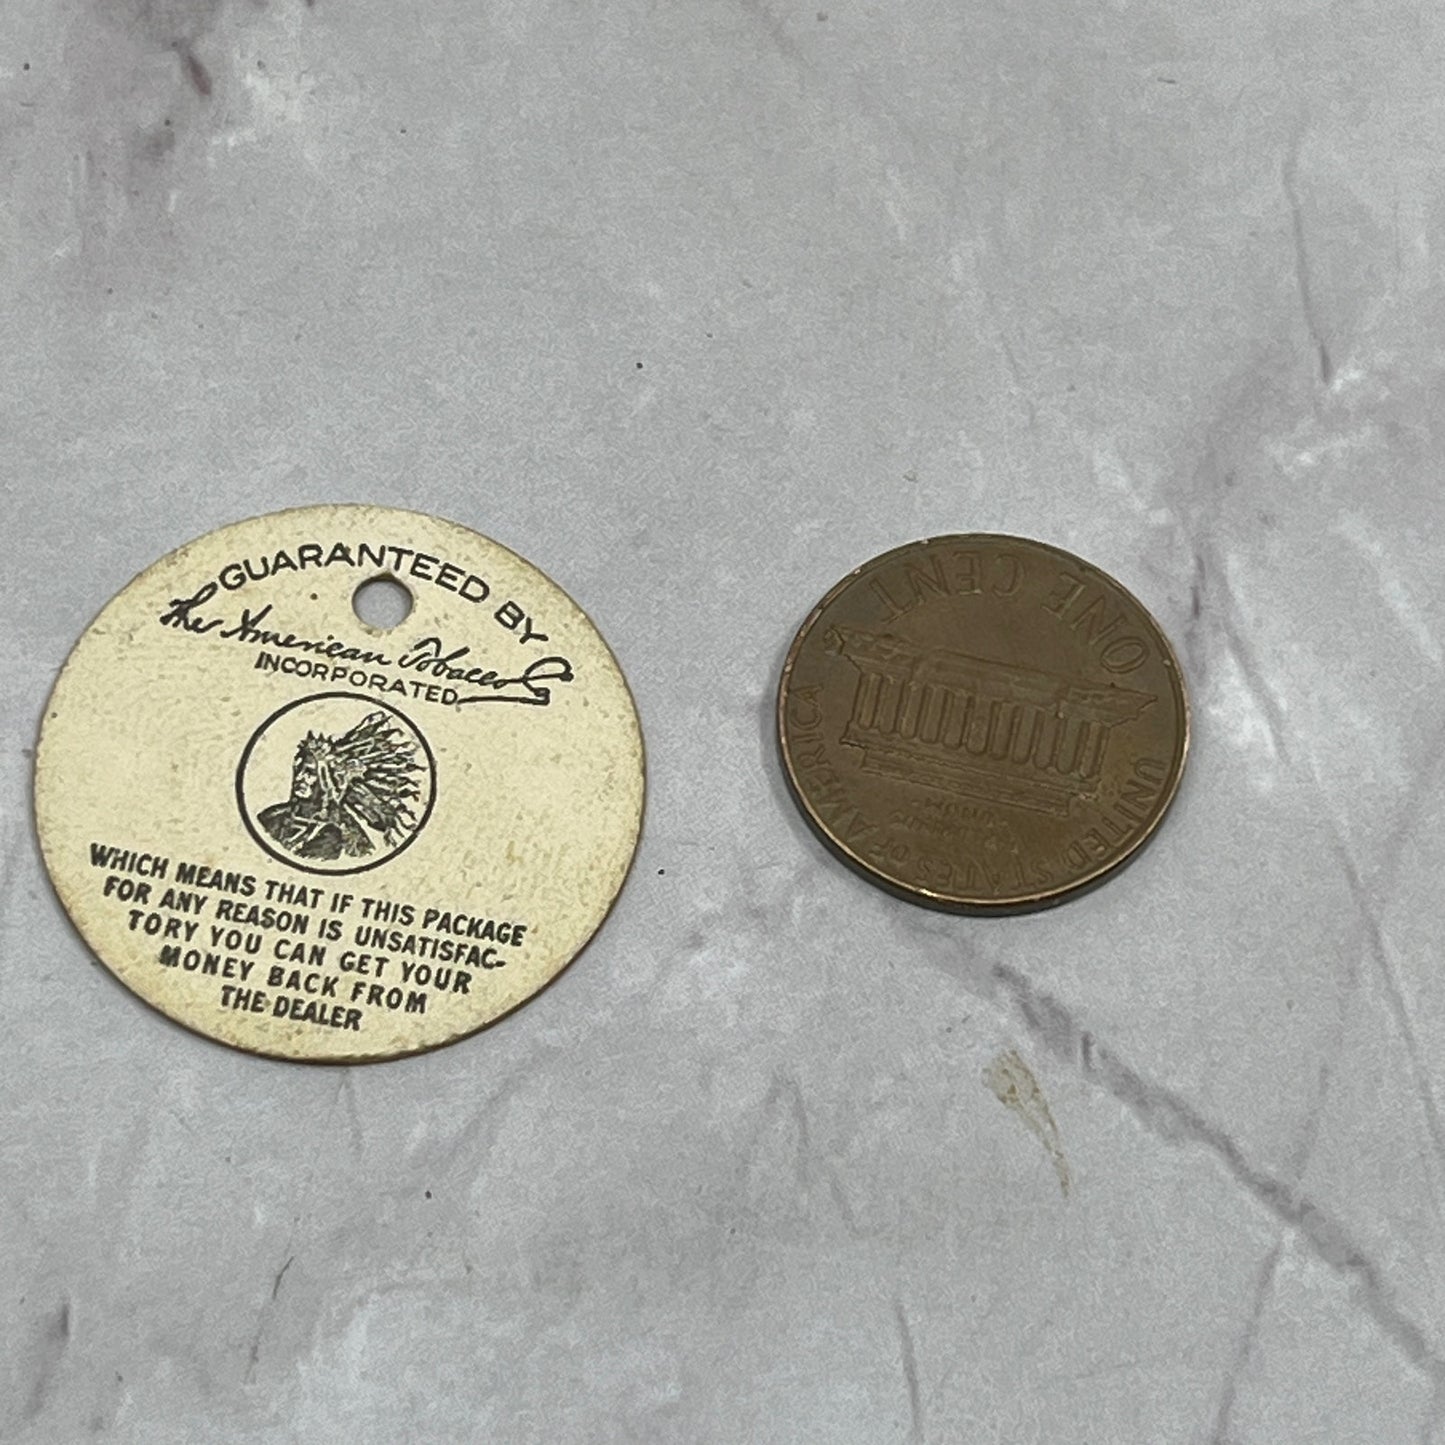 GUARANTEED BY
The American Tobacco Co
INCORPORATED
WHICH MEANS THAT IF THIS PACKAGE
FOR ANY REASON IS UNSATISFAC-
TORY YOU CAN GET YOUR
MONEY BACK FROM
THE DEALER
ONE CENT
UNITED STATES OF AMERICA